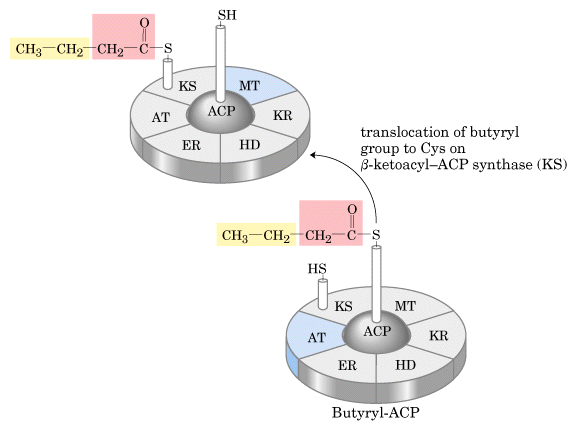 O
SH
CH₃—CH₂—CH₂—C—S
KS
MT
AT
ACP
KR
ER
HD
translocation of butyryl
group to Cys on
β-ketoacyl–ACP synthase (KS)
O
CH₃—CH₂—CH₂—C—S
HS
KS
MT
AT
ACP
KR
ER
HD
Butyryl-ACP